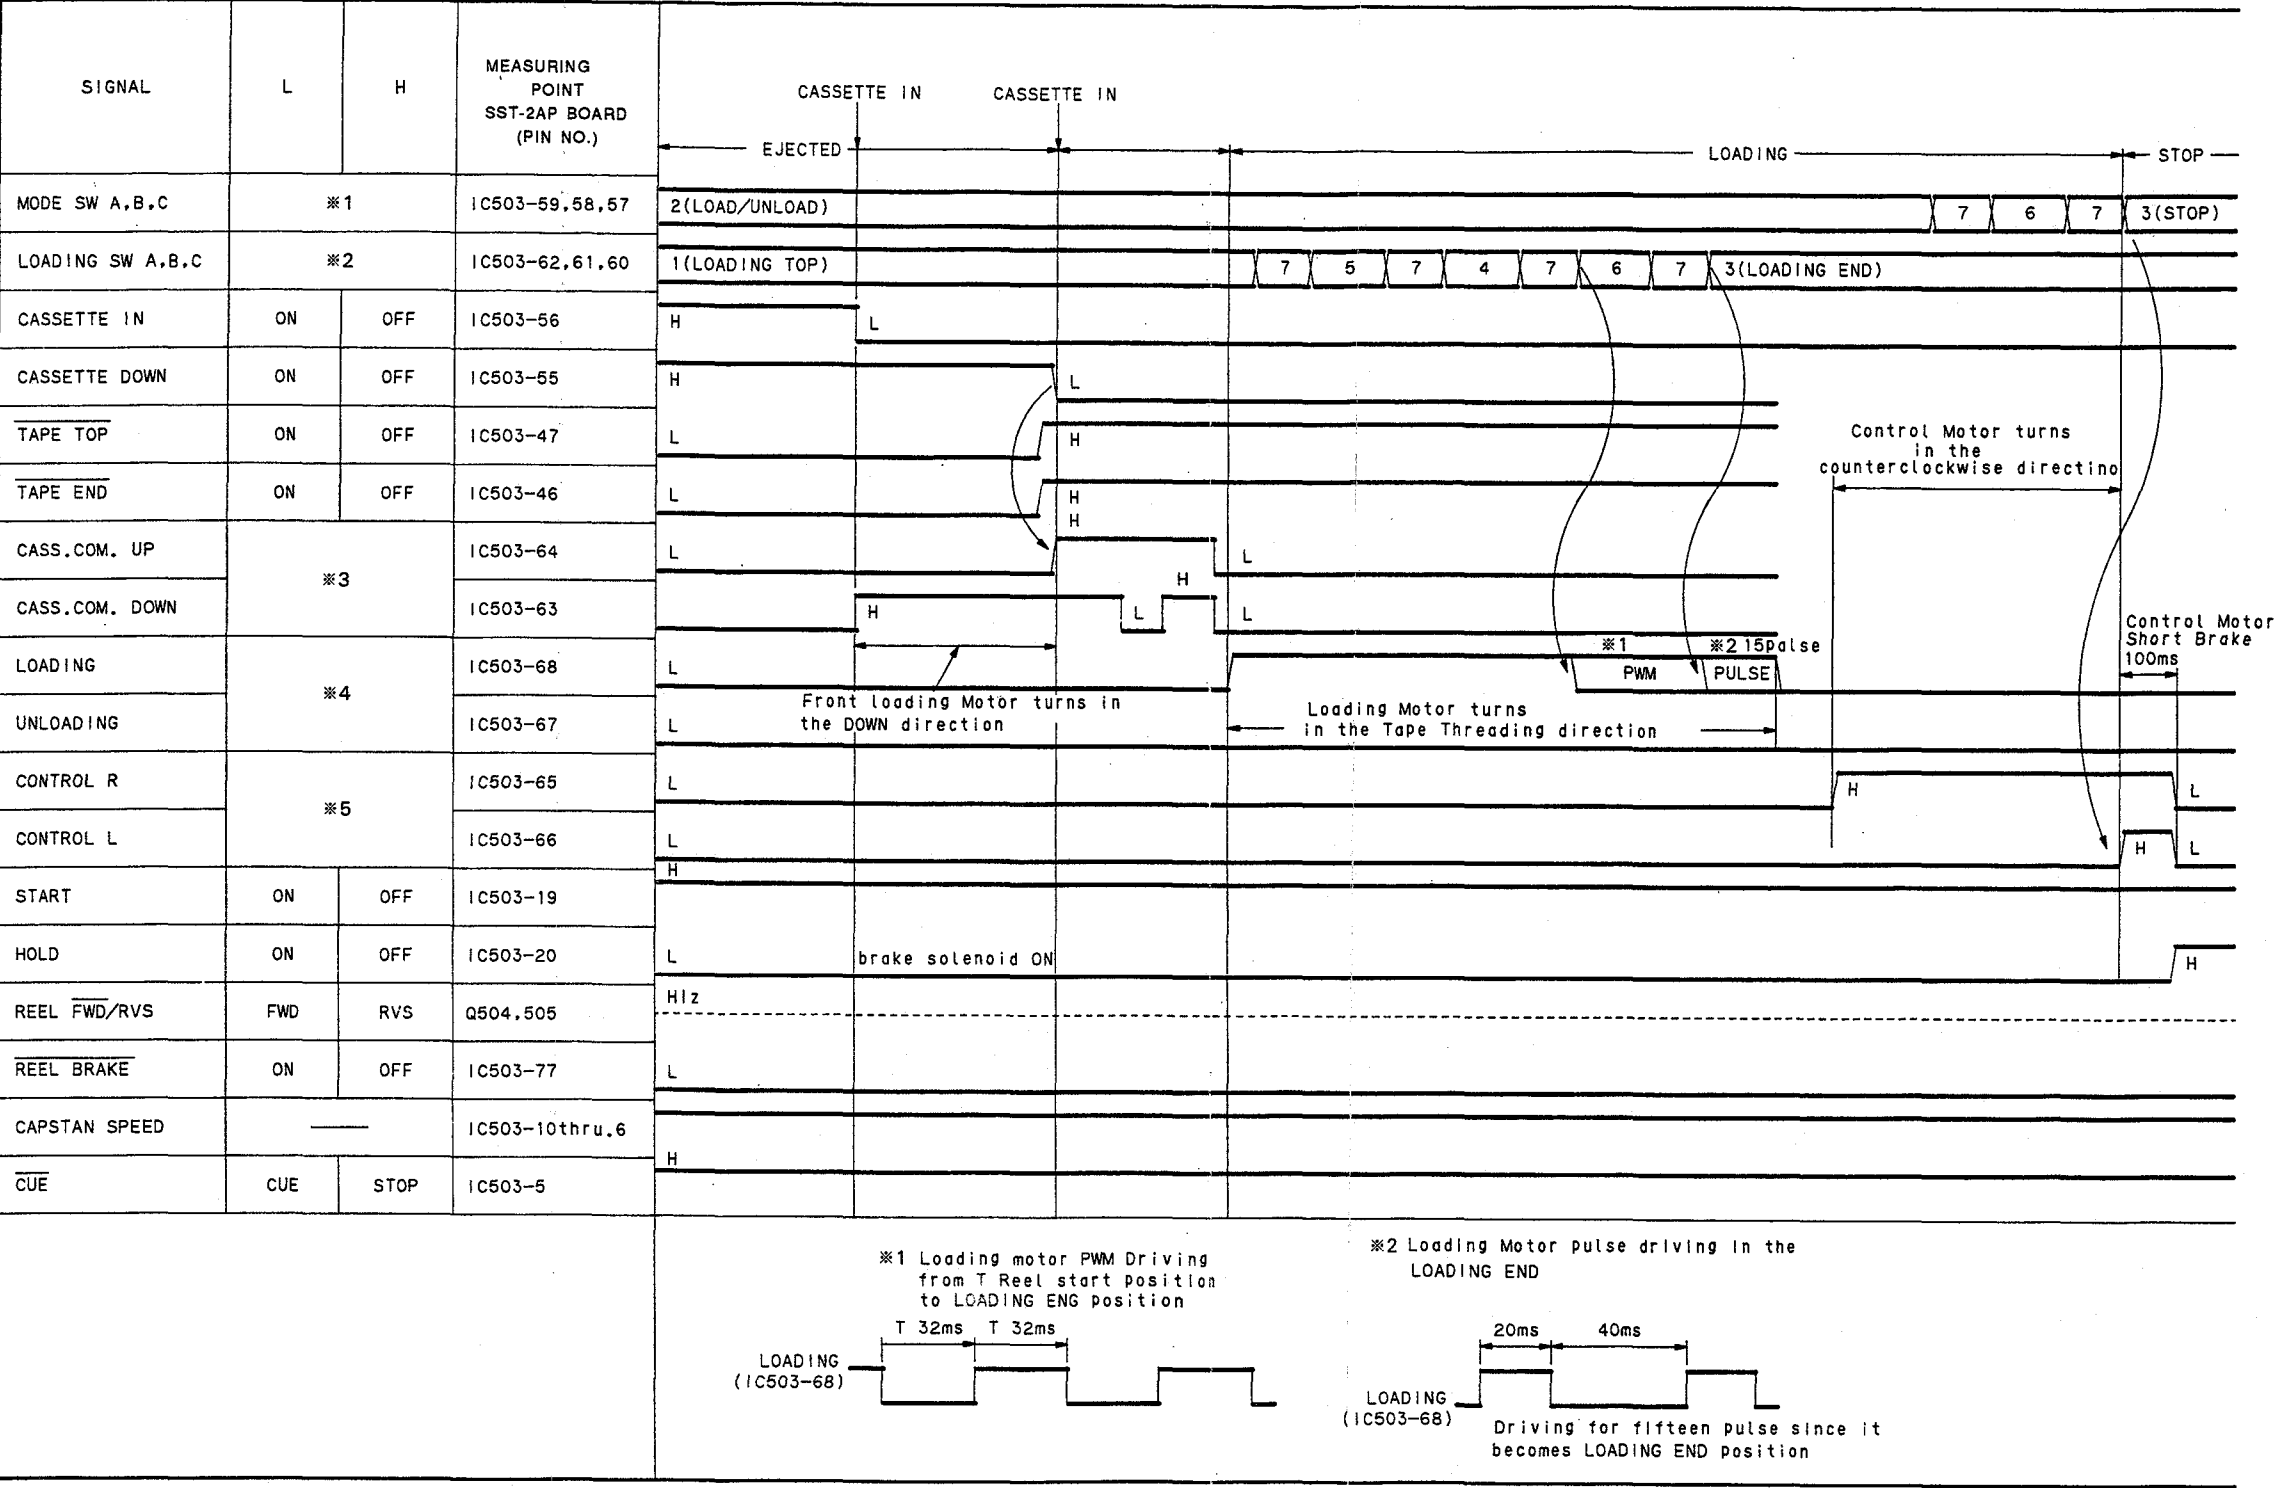 SIGNAL
L
H
MEASURING
POINT
SST-2AP BOARD
(PIN NO.)
CASSETTE IN
CASSETTE IN
EJECTED
LOADING
STOP
MODE SW A,B,C
※1
IC503-59,58,57
2(LOAD/UNLOAD)
7
6
7
3(STOP)
LOADING SW A,B,C
※2
IC503-62,61,60
1(LOADING TOP)
7
5
7
4
7
6
7
3(LOADING END)
CASSETTE IN
ON
OFF
IC503-56
H
L
CASSETTE DOWN
ON
OFF
IC503-55
H
L
TAPE TOP
ON
OFF
IC503-47
L
H
Control Motor turns
in the
counterclockwise directino
TAPE END
ON
OFF
IC503-46
L
H
H
CASS.COM. UP
※3
IC503-64
L
L
CASS.COM. DOWN
IC503-63
H
L
H
L
Control Motor
Short Brake
100ms
LOADING
※4
IC503-68
L
※1
PWM
※2 15palse
PULSE
Front loading Motor turns in
the DOWN direction
Loading Motor turns
in the Tape Threading direction
UNLOADING
IC503-67
L
CONTROL R
※5
IC503-65
L
H
L
CONTROL L
IC503-66
L
H
L
START
ON
OFF
IC503-19
H
HOLD
ON
OFF
IC503-20
L
brake solenoid ON
H
REEL FWD/RVS
FWD
RVS
Q504,505
HIz
REEL BRAKE
ON
OFF
IC503-77
L
CAPSTAN SPEED
IC503-10thru.6
CUE
CUE
STOP
IC503-5
H
※1 Loading motor PWM Driving
from T Reel start position
to LOADING ENG position
T 32ms
T 32ms
LOADING
(IC503-68)
※2 Loading Motor pulse driving in the
LOADING END
20ms
40ms
LOADING
(IC503-68)
Driving for fifteen pulse since it
becomes LOADING END position